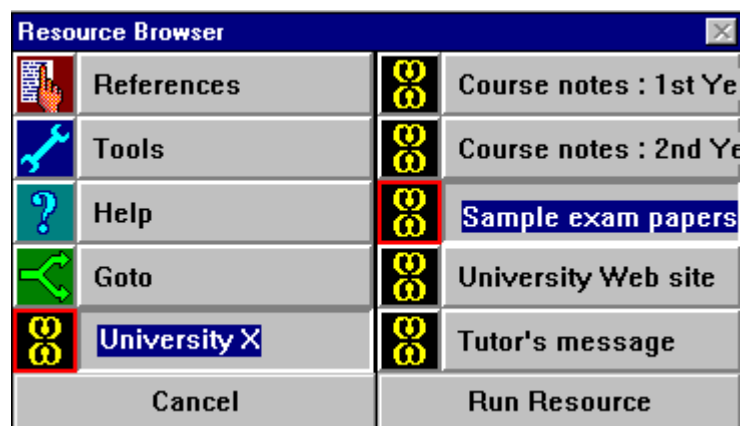 Resource Browser
References
Tools
Help
Goto
University X
Course notes : 1st Ye
Course notes : 2nd Ye
Sample exam papers
University Web site
Tutor's message
Cancel
Run Resource